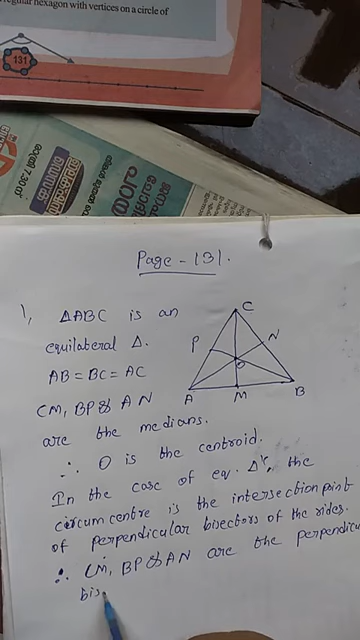 regular hexagon with vertices on a circle of
131
Page - 131.
1, ΔABC is an
equilateral Δ.
AB = BC = AC
CM, BP & AN
are the medians.
∴ O is the centroid.
In the case of eq. Δr, the
circumcentre is the intersection point
of perpendicular bisectors of the sides.
∴ CM, BP & AN are the perpendicu
bis
C
P
N
O
A
M
B